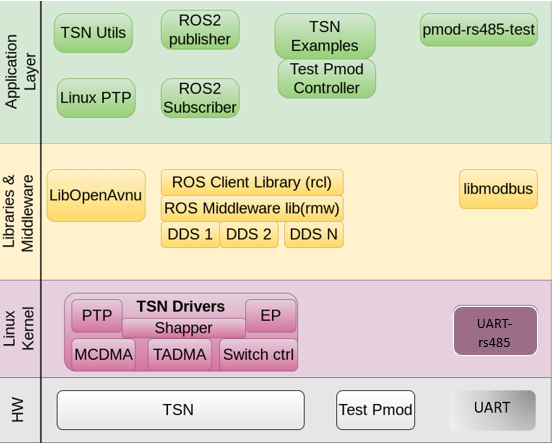 Application
Layer
TSN Utils
ROS2
publisher
TSN
Examples
pmod-rs485-test
Linux PTP
ROS2
Subscriber
Test Pmod
Controller
Libraries &
Middleware
LibOpenAvnu
ROS Client Library (rcl)
ROS Middleware lib(rmw)
DDS 1
DDS 2
DDS N
libmodbus
Linux
Kernel
PTP
TSN Drivers
EP
Shapper
MCDMA
TADMA
Switch ctrl
UART-
rs485
HW
TSN
Test Pmod
UART